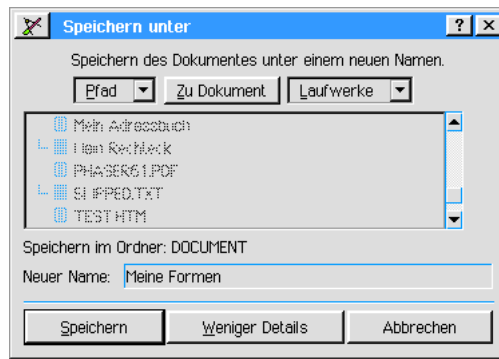 Speichern unter
Speichern des Dokumentes unter einem neuen Namen.
Pfad Zu Dokument Laufwerke
Mein Adressbuch
PHASER61.PDF
TEST.HTM
Speichern im Ordner: DOCUMENT
Neuer Name: Meine Formen
Speichern Weniger Details Abbrechen